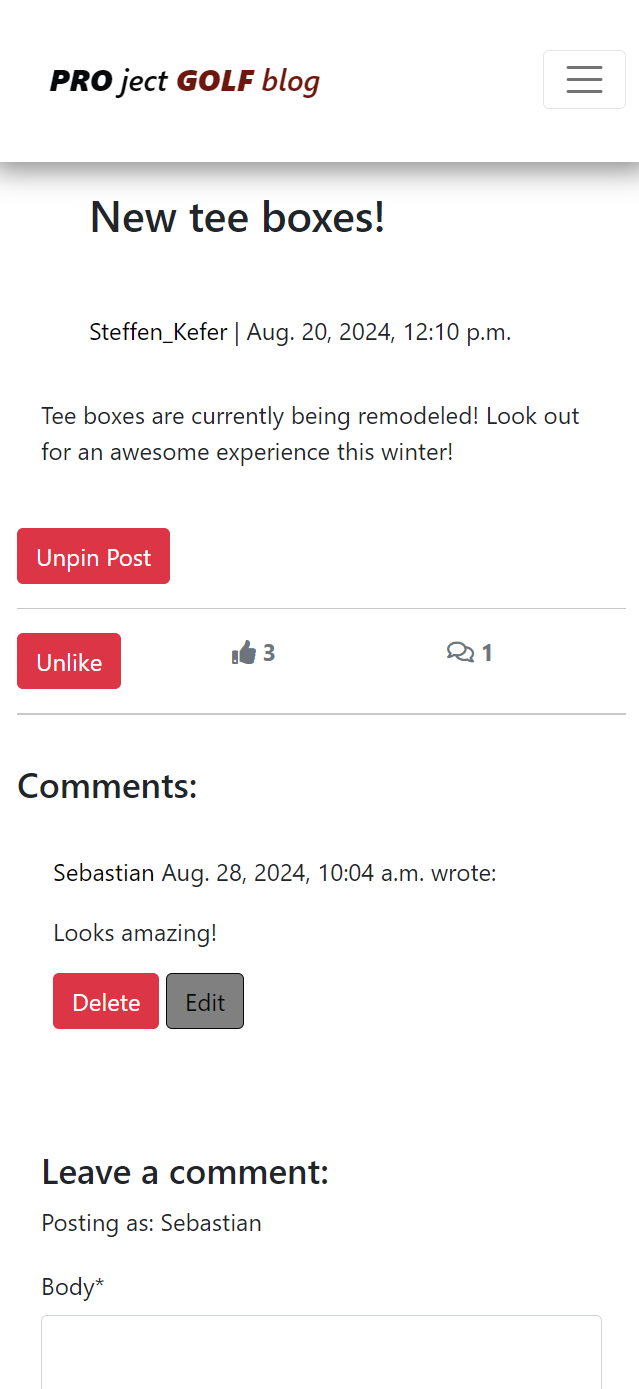 PRO ject GOLF blog
New tee boxes!
Steffen_Kefer | Aug. 20, 2024, 12:10 p.m.
Tee boxes are currently being remodeled! Look out
for an awesome experience this winter!
Unpin Post
Unlike 3 1
Comments:
Sebastian Aug. 28, 2024, 10:04 a.m. wrote:
Looks amazing!
Delete Edit
Leave a comment:
Posting as: Sebastian
Body*